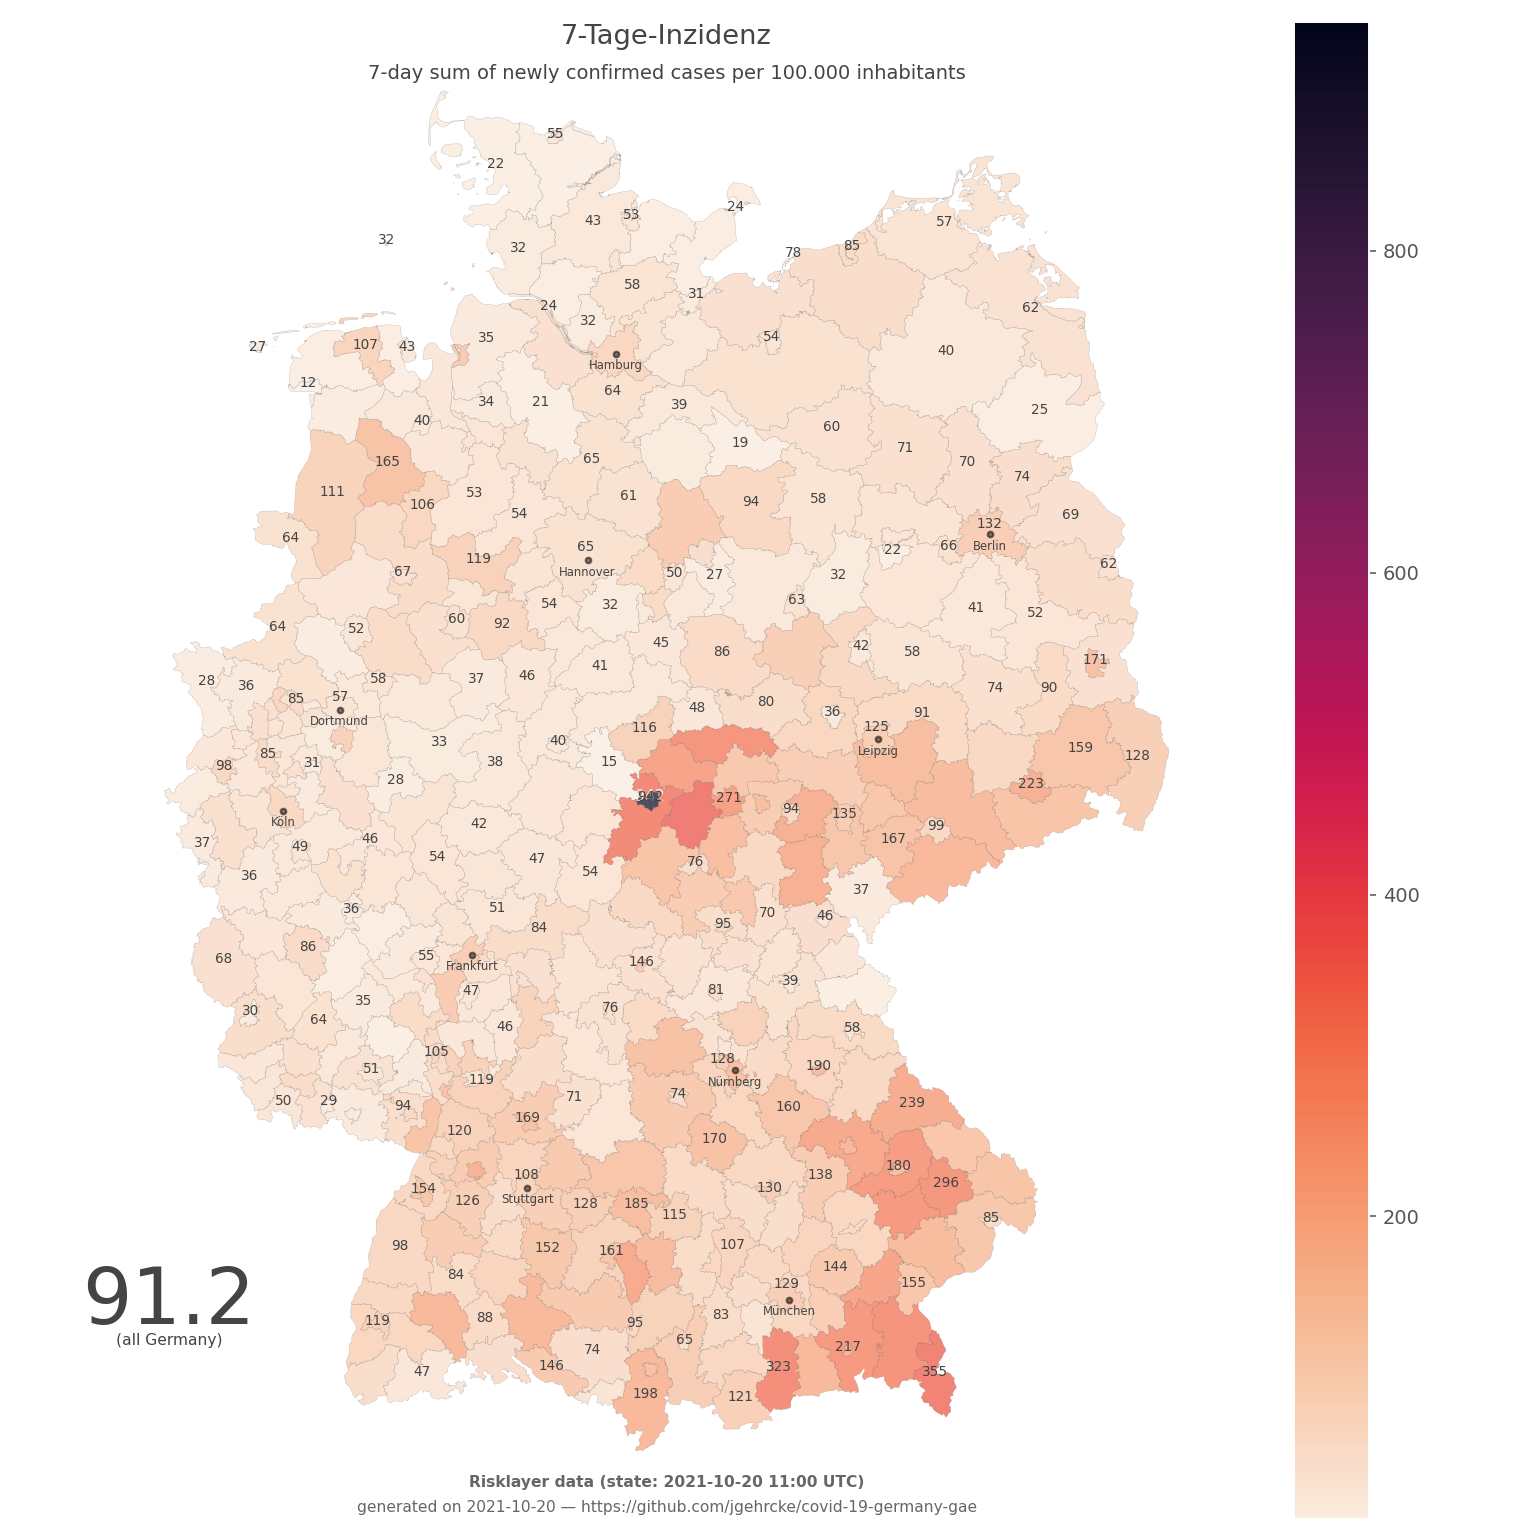 7-Tage-Inzidenz
7-day sum of newly confirmed cases per 100.000 inhabitants
55
22
24
43 53
57
32 32
78 85
58
24 31
62
32
35 54
27 107 43
40
Hamburg
12
64
34 21 39 25
40
60
19
71
165 65 70
74
111 53 61 94 58
106
54 69
132
64 65 66 Berlin
22
119 Hannover 62
67 50 27 32
54 32 63
60 41 52
64 52 92
45 42
86 58
41 171
28 36 58 37 46 74 90
85 57 48 80
Dortmund 36 91
116 125
33 40 159
85 Leipzig 128
98 31 38 15
28 223
271
94 135
Köln 42
37 49 46 99
167
54 47 76
36 54
37
36 51 70
84 95 46
86 55
68 Frankfurt 146
47 39
35 81
30 64 76
46 58
105 128
51 190
119 Nürnberg
50 29 94 71 74 160 239
169
120 170
108 138 180
154 Stuttgart 130 296
126 128 185 115 85
98 152 161 107
84 144
129 155
91.2
(all Germany)
119 88 95 83 München
65
74 217
47 146 323 355
198 121
800
600
400
200
Risklayer data (state: 2021-10-20 11:00 UTC)
generated on 2021-10-20 — https://github.com/jgehrcke/covid-19-germany-gae